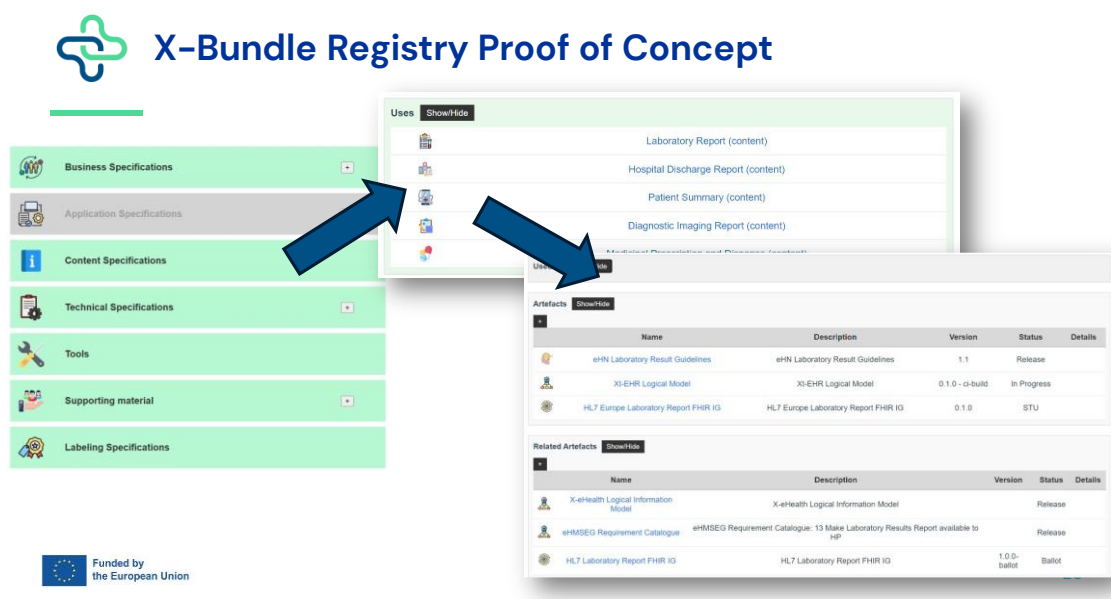 X-Bundle Registry Proof of Concept
Business Specifications
+
Application Specifications
Content Specifications
Technical Specifications
+
Tools
Supporting material
+
Labeling Specifications
Uses Show/Hide
Laboratory Report (content)
Hospital Discharge Report (content)
Patient Summary (content)
Diagnostic Imaging Report (content)
Artefacts Show/Hide
+
Name Description Version Status Details
eHN Laboratory Result Guidelines eHN Laboratory Result Guidelines 1.1 Release
Xt-EHR Logical Model Xt-EHR Logical Model 0.1.0 - ci-build In Progress
HL7 Europe Laboratory Report FHIR IG HL7 Europe Laboratory Report FHIR IG 0.1.0 STU
Related Artefacts Show/Hide
+
Name Description Version Status Details
X-eHealth Logical Information
Model
X-eHealth Logical Information Model Release
eHMSEG Requirement Catalogue eHMSEG Requirement Catalogue: 13 Make Laboratory Results Report available to
HP
Release
HL7 Laboratory Report FHIR IG HL7 Laboratory Report FHIR IG 1.0.0-
ballot
Ballot
Funded by
the European Union